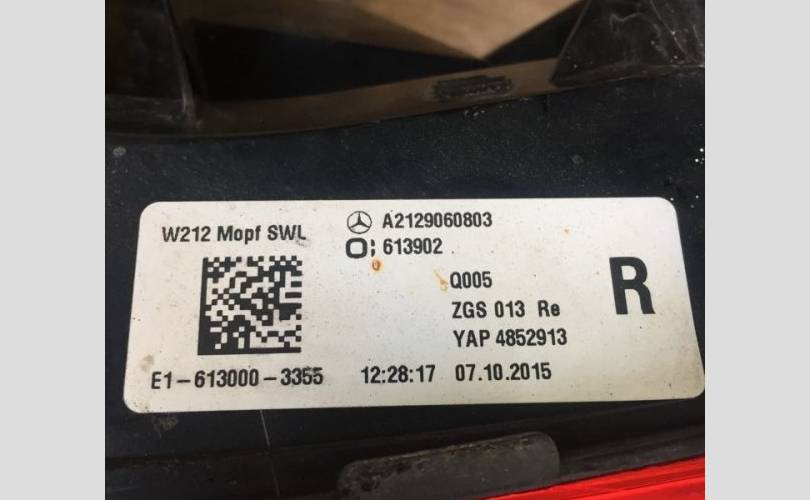 W212 Mopf SWL
A2129060803
613902
Q005
ZGS 013 Re
YAP 4852913
R
E1-613000-3355 12:28:17 07.10.2015